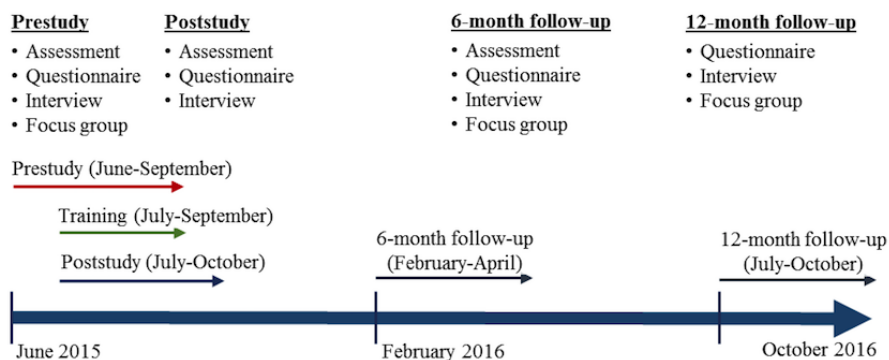 Prestudy
• Assessment
• Questionnaire
• Interview
• Focus group
Poststudy
• Assessment
• Questionnaire
• Interview
6-month follow-up
• Assessment
• Questionnaire
• Interview
• Focus group
12-month follow-up
• Questionnaire
• Interview
• Focus group
Prestudy (June-September)
Training (July-September)
Poststudy (July-October)
6-month follow-up
(February-April)
12-month follow-up
(July-October)
June 2015
February 2016
October 2016